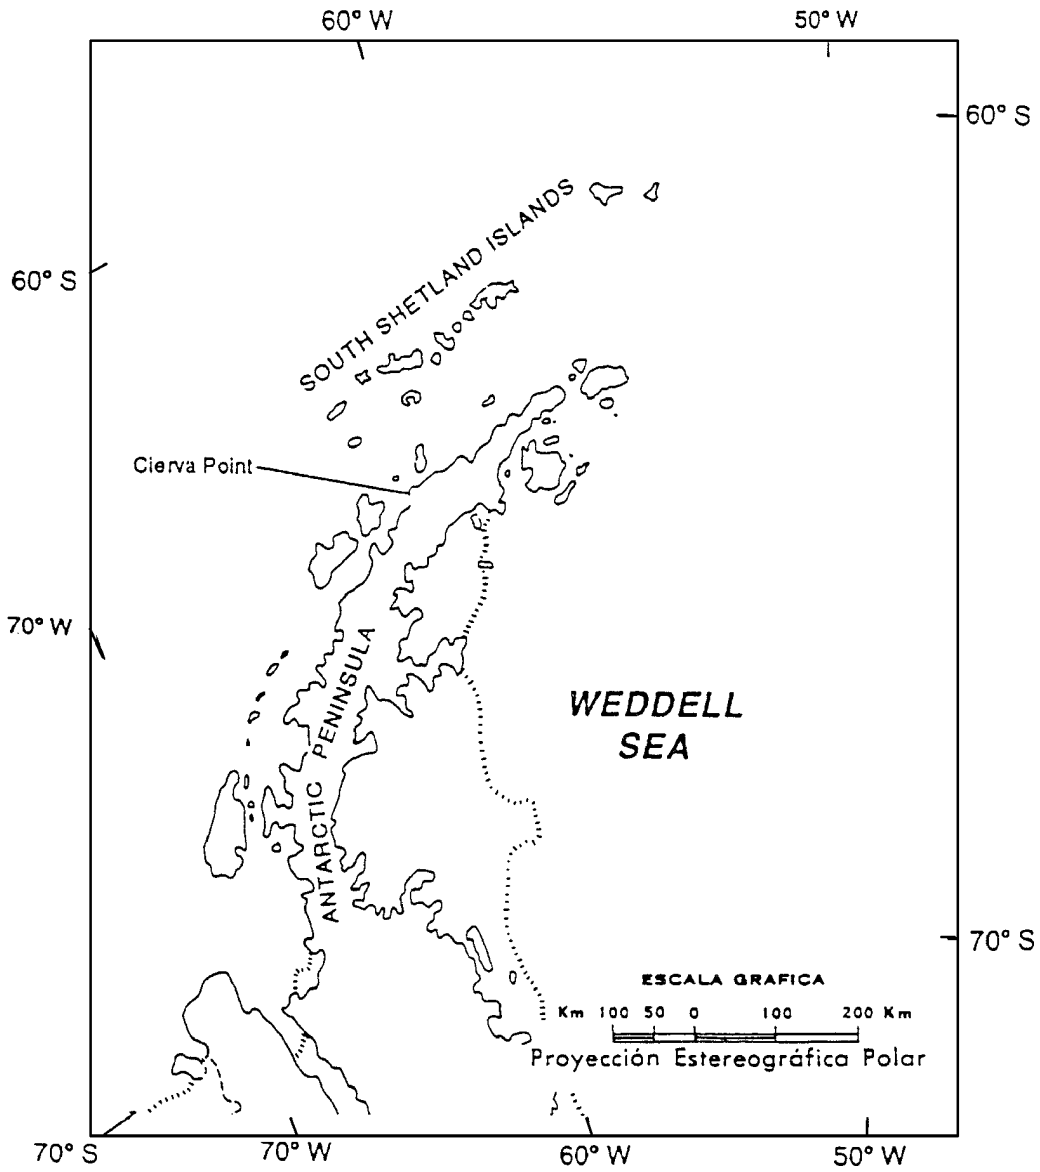 60° W
50° W
60° S
SOUTH SHETLAND ISLANDS
60° S
Cierva Point
70° W
ANTARCTIC PENINSULA
WEDDELL
SEA
70° S
ESCALA GRAFICA
Km 100 50 0 100 200 Km
Proyección Estereográfica Polar
70° S
70° W
60° W
50° W